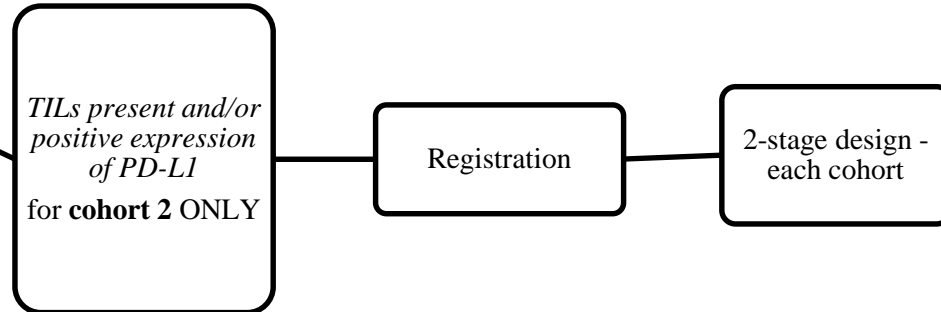 TILs present and/or
positive expression
of PD-L1
for cohort 2 ONLY
Registration
2-stage design -
each cohort